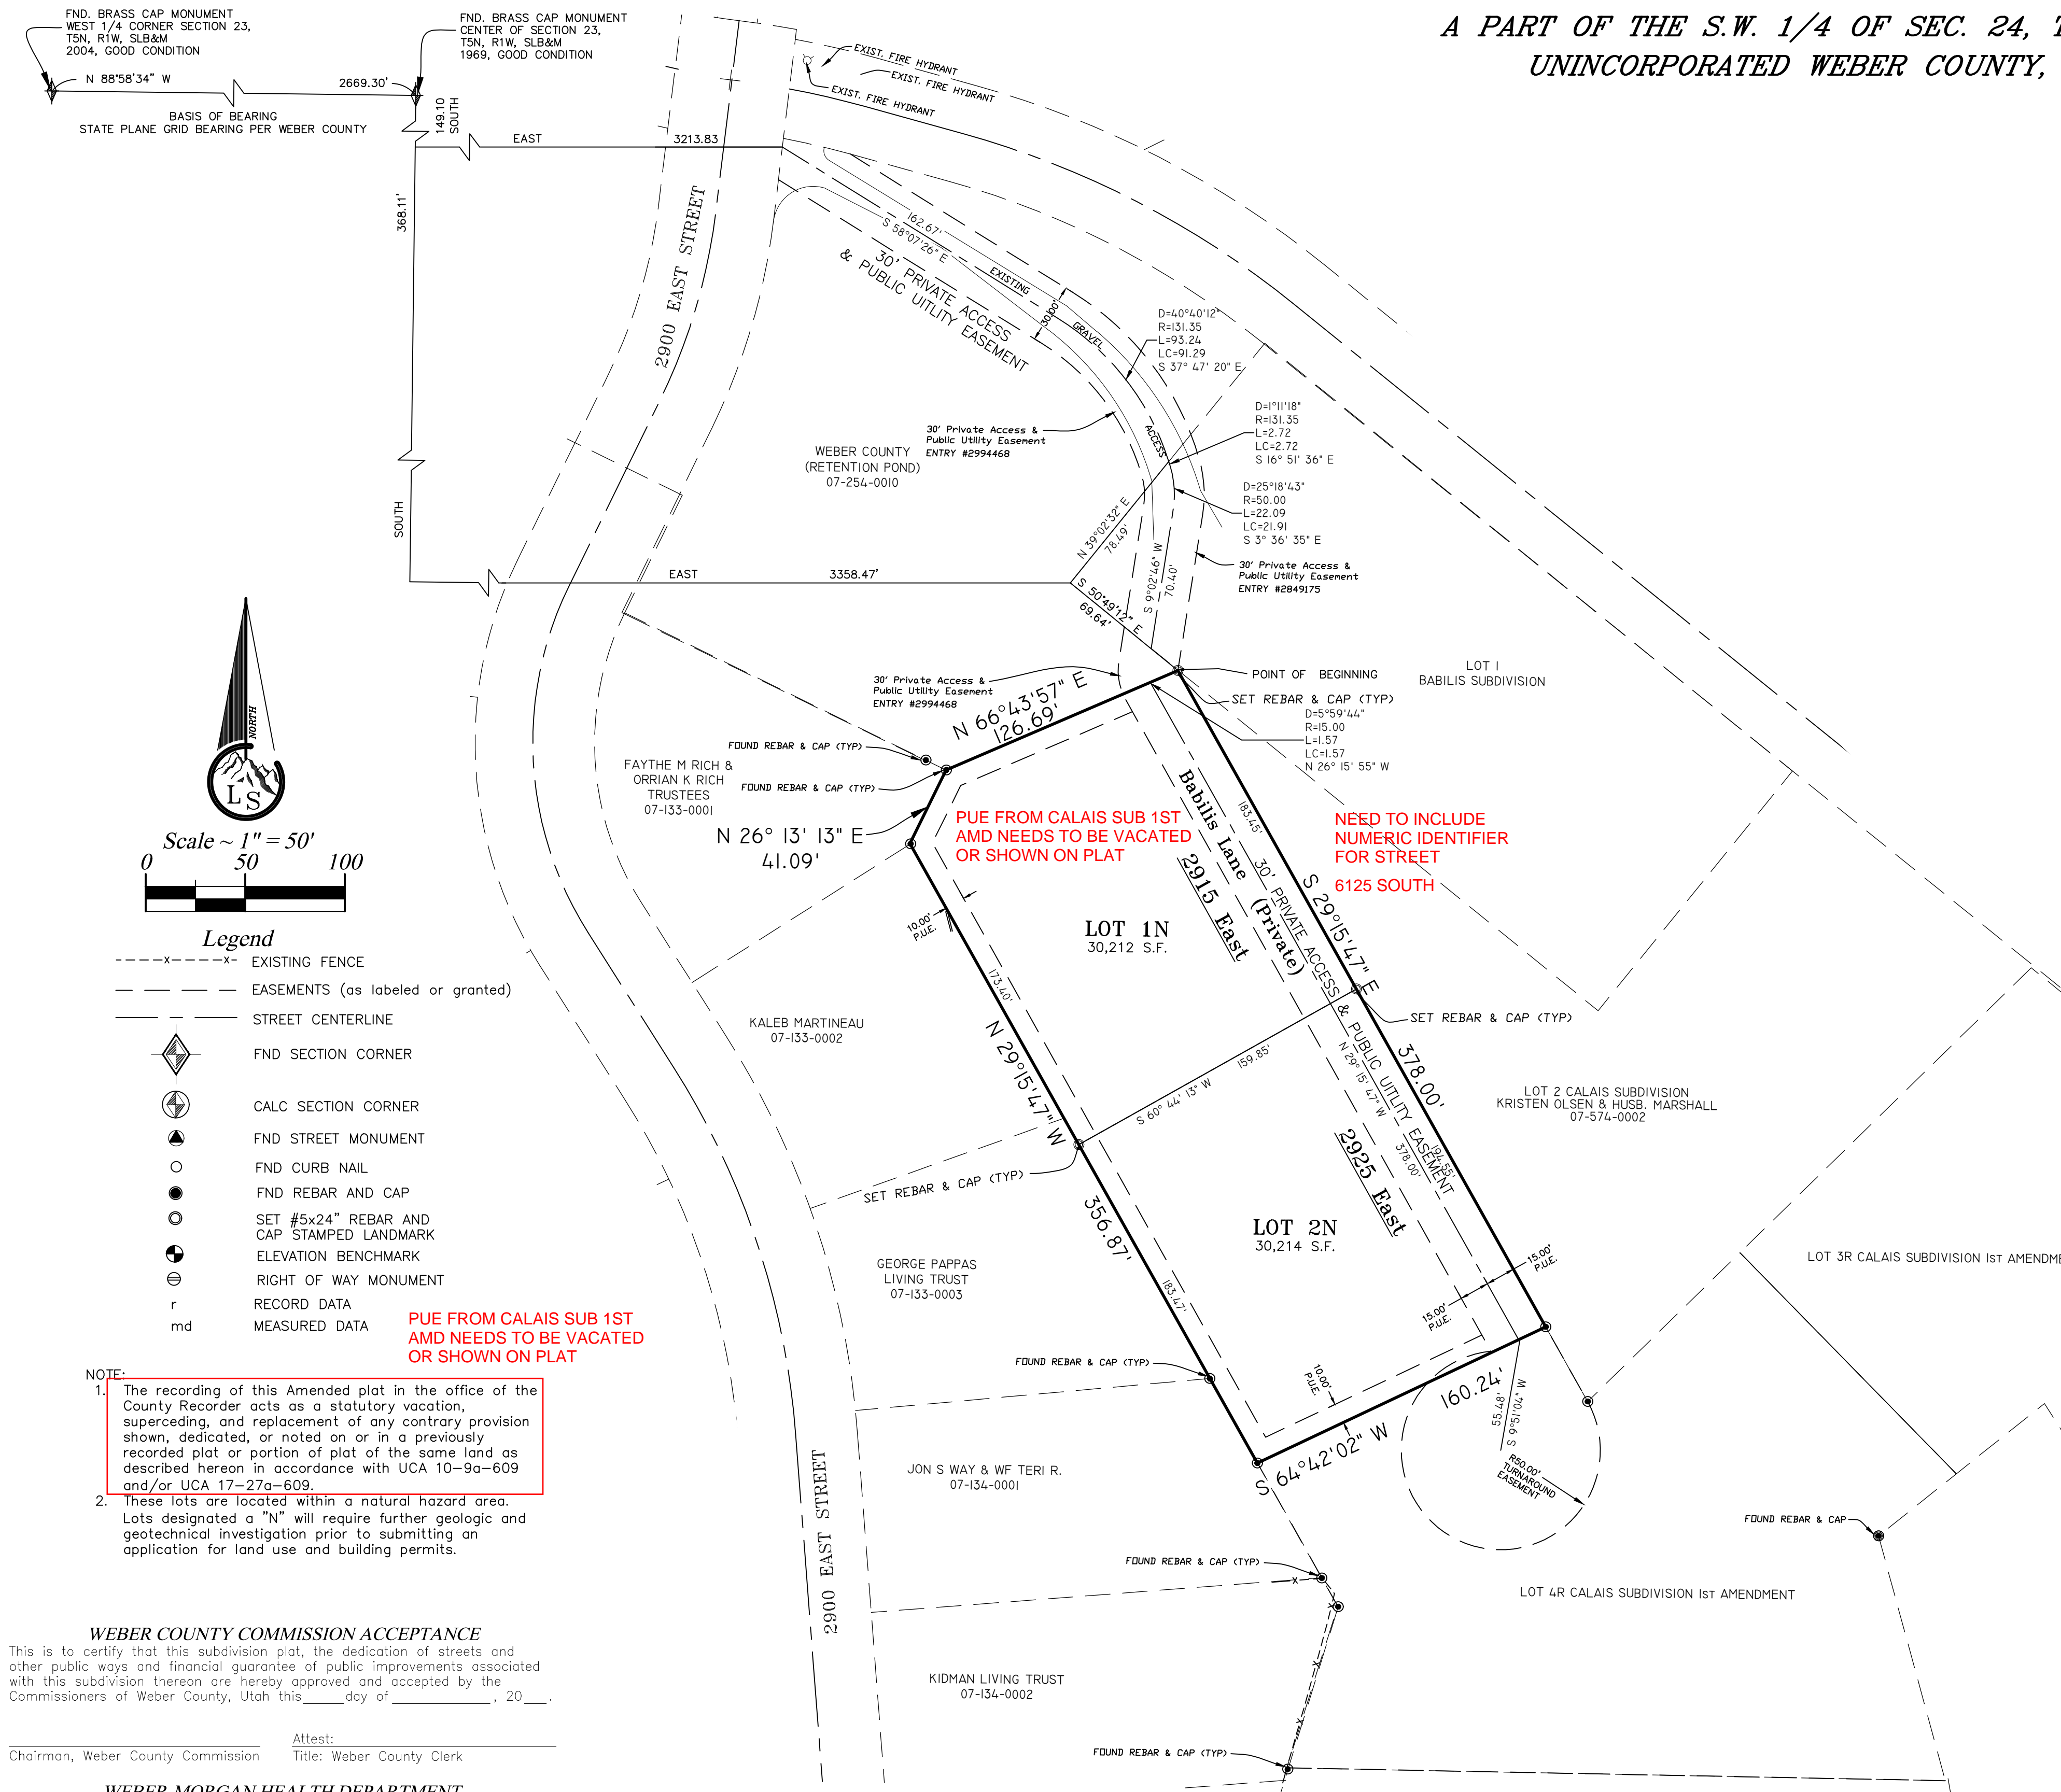 FND. BRASS CAP MONUMENT
WEST 1/4 CORNER SECTION 23,
T5N, R1W, SLB&M
2004, GOOD CONDITION
FND. BRASS CAP MONUMENT
CENTER OF SECTION 23,
T5N, R1W, SLB&M
1969, GOOD CONDITION
A PART OF THE S.W. 1/4 OF SEC. 24,
UNINCORPORATED WEBER COUNTY,
N 88°58'34" W
2669.30'
BASIS OF BEARING
STATE PLANE GRID BEARING PER WEBER COUNTY
149.10
SOUTH
EAST
3213.83
EXIST. FIRE HYDRANT
EXIST. FIRE HYDRANT
EXIST. FIRE HYDRANT
368.11'
SOUTH
2900 EAST STREET
162.67'
S 58°07'26" E
30' PRIVATE ACCESS
& PUBLIC UITLITY EASEMENT
EXISTING
GRAVEL
ACCESS
30.00'
D=40°40'12"
R=131.35
L=93.24
LC=91.29
S 37° 47' 20" E
D=1°11'18"
R=131.35
L=2.72
LC=2.72
S 16° 51' 36" E
D=25°18'43"
R=50.00
L=22.09
LC=21.91
S 3° 36' 35" E
30' Private Access &
Public Utility Easement
ENTRY #2994468
WEBER COUNTY
(RETENTION POND)
07-254-0010
N 39°02'32" E
78.49'
S 9°02'46" W
70.40'
30' Private Access &
Public Utility Easement
ENTRY #2849175
EAST
3358.47'
S 50°49'12" E
69.64'
POINT OF BEGINNING
SET REBAR & CAP (TYP)
LOT 1
BABILIS SUBDIVISION
D=5°59'44"
R=15.00
L=1.57
LC=1.57
N 26° 15' 55" W
30' Private Access &
Public Utility Easement
ENTRY #2994468
N 66°43'57" E
126.69'
FOUND REBAR & CAP (TYP)
FOUND REBAR & CAP (TYP)
FAYTHE M RICH &
ORRIAN K RICH
TRUSTEES
07-133-0001
N 26° 13' 13" E
41.09'
PUE FROM CALAIS SUB 1ST
AMD NEEDS TO BE VACATED
OR SHOWN ON PLAT
NEED TO INCLUDE
NUMERIC IDENTIFIER
FOR STREET
6125 SOUTH
Babilis Lane
(Private)
2915 East
183.45'
30' PRIVATE ACCESS & PUBLIC UITLITY EASEMENT
S 29°15'47" E
378.00'
LOT 1N
30,212 S.F.
10.00'
P.U.E.
173.40'
N 29°15'47" W
356.87'
KALEB MARTINEAU
07-133-0002
SET REBAR & CAP (TYP)
159.85'
S 60° 44' 13" W
N 29° 15' 47" W
378.00'
194.55'
SET REBAR & CAP (TYP)
LOT 2 CALAIS SUBDIVISION
KRISTEN OLSEN & HUSB. MARSHALL
07-574-0002
2925 East
LOT 2N
30,214 S.F.
15.00'
P.U.E.
15.00'
P.U.E.
LOT 3R CALAIS SUBDIVISION 1ST
GEORGE PAPPAS
LIVING TRUST
07-133-0003
183.47'
FOUND REBAR & CAP (TYP)
10.00'
P.U.E.
160.24'
S 64°42'02" W
55.48'
S 9°51'04" W
R50.00'
TURNAROUND
EASEMENT
JON S WAY & WF TERI R.
07-134-0001
FOUND REBAR & CAP
FOUND REBAR & CAP (TYP)
LOT 4R CALAIS SUBDIVISION 1ST AMENDMENT
2900 EAST STREET
KIDMAN LIVING TRUST
07-134-0002
FOUND REBAR & CAP (TYP)
NORTH
LS
Scale ~ 1" = 50'
0 50 100
Legend
x x EXISTING FENCE
EASEMENTS (as labeled or granted)
STREET CENTERLINE
FND SECTION CORNER
CALC SECTION CORNER
FND STREET MONUMENT
FND CURB NAIL
FND REBAR AND CAP
SET #5x24" REBAR AND
CAP STAMPED LANDMARK
ELEVATION BENCHMARK
RIGHT OF WAY MONUMENT
r RECORD DATA
md MEASURED DATA
PUE FROM CALAIS SUB 1ST
AMD NEEDS TO BE VACATED
OR SHOWN ON PLAT
NOTE:
1. The recording of this Amended plat in the office of the
County Recorder acts as a statutory vacation,
superceding, and replacement of any contrary provision
shown, dedicated, or noted on or in a previously
recorded plat or portion of plat of the same land as
described hereon in accordance with UCA 10-9a-609
and/or UCA 17-27a-609.
2. These lots are located within a natural hazard area.
Lots designated a "N" will require further geologic and
geotechnical investigation prior to submitting an
application for land use and building permits.
WEBER COUNTY COMMISSION ACCEPTANCE
This is to certify that this subdivision plat, the dedication of streets and
other public ways and financial guarantee of public improvements associated
with this subdivision thereon are hereby approved and accepted by the
Commissioners of Weber County, Utah this_____day of____________, 20___.
Attest:
Chairman, Weber County Commission Title: Weber County Clerk
WEBER-MORGAN HEALTH DEPARTMENT